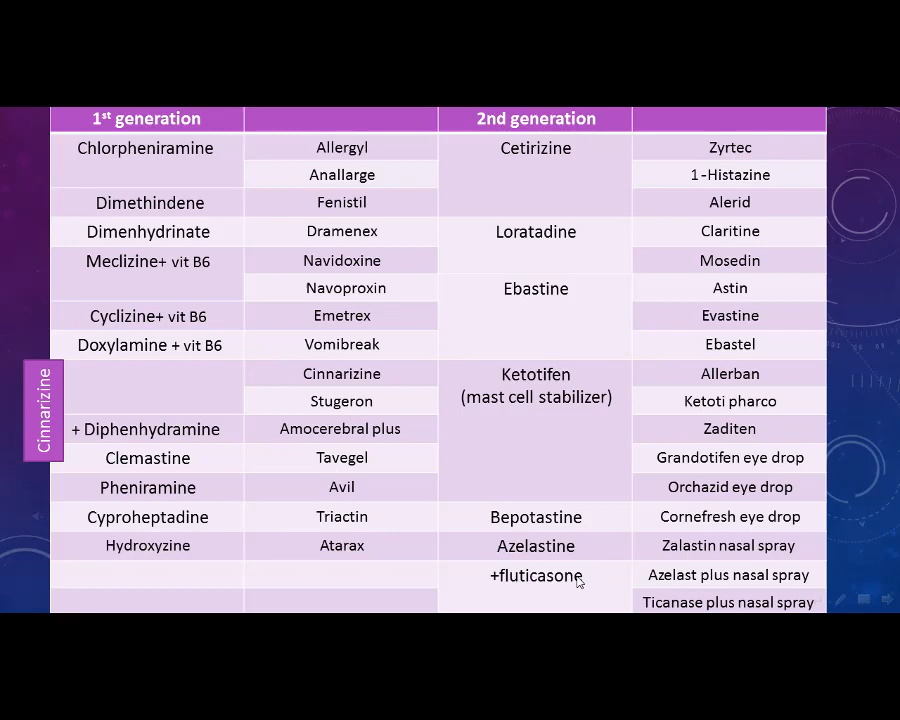 1st generation 2nd generation
Chlorpheniramine Allergyl Cetirizine Zyrtec
Anallarge 1-Histazine
Dimethindene Fenistil Alerid
Dimenhydrinate Dramenex Loratadine Claritine
Meclizine+ vit B6 Navidoxine Mosedin
Navoproxin Ebastine Astin
Cyclizine+ vit B6 Emetrex Evastine
Doxylamine + vit B6 Vomibreak Ebastel
Cinnarizine
Cinnarizine Ketotifen Allerban
Stugeron (mast cell stabilizer) Ketoti pharco
+ Diphenhydramine Amocerebral plus Zaditen
Clemastine Tavegel Grandotifen eye drop
Pheniramine Avil Orchazid eye drop
Cyproheptadine Triactin Bepotastine Cornefresh eye drop
Hydroxyzine Atarax Azelastine Zalastin nasal spray
+fluticasone Azelast plus nasal spray
Ticanase plus nasal spray